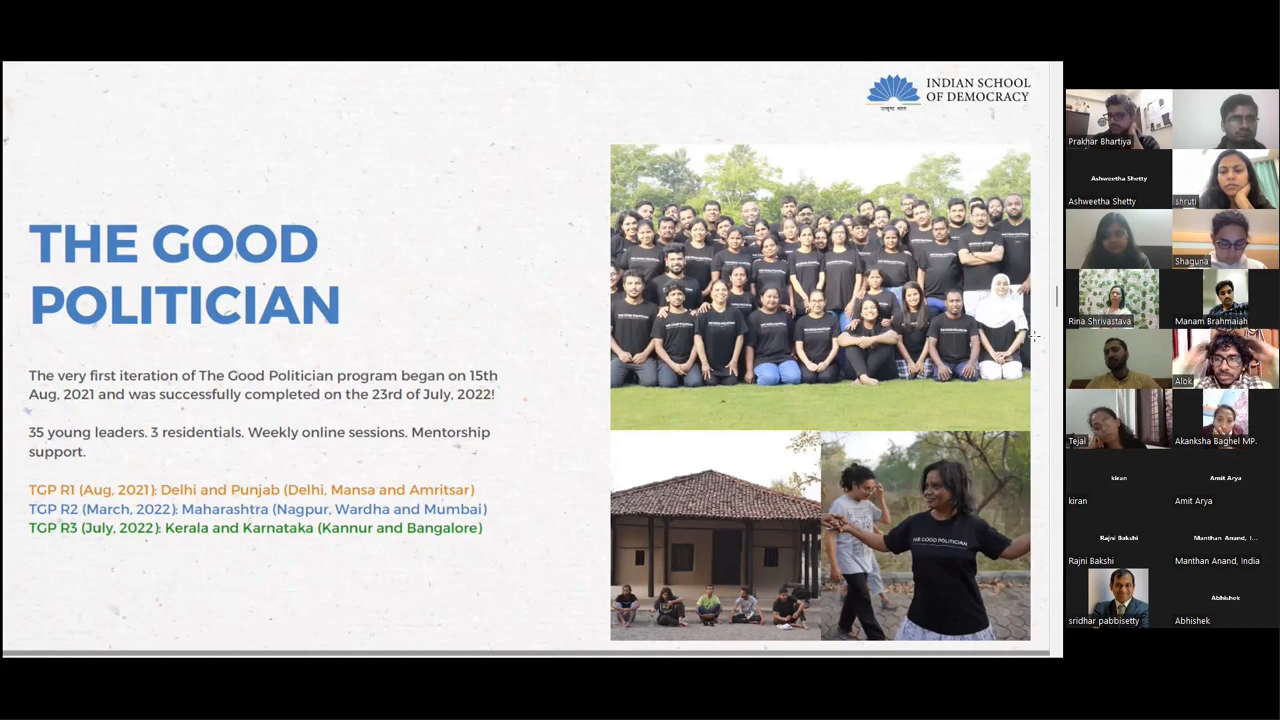 INDIAN SCHOOL
OF DEMOCRACY
THE GOOD
POLITICIAN
The very first iteration of The Good Politician program began on 15th
Aug, 2021 and was successfully completed on the 23rd of July, 2022!
35 young leaders. 3 residentials. Weekly online sessions. Mentorship
support.
TGP R1 (Aug, 2021): Delhi and Punjab (Delhi, Mansa and Amritsar)
TGP R2 (March, 2022): Maharashtra (Nagpur, Wardha and Mumbai)
TGP R3 (July, 2022): Kerala and Karnataka (Kannur and Bangalore)
THE GOOD POLITICIAN
Prakhar Bhartiya
Ashweetha Shetty
Ashweetha Shetty
shruti
Shaguna
Rina Shrivastava
Manam Brahmaiah
Alok
Tejal
Akanksha Baghel MP.
kiran
Amit Arya
kiran
Amit Arya
Rajni Bakshi
Manthan Anand, I...
Rajni Bakshi
Manthan Anand, India
Abhishek
sridhar pabbisetty
Abhishek